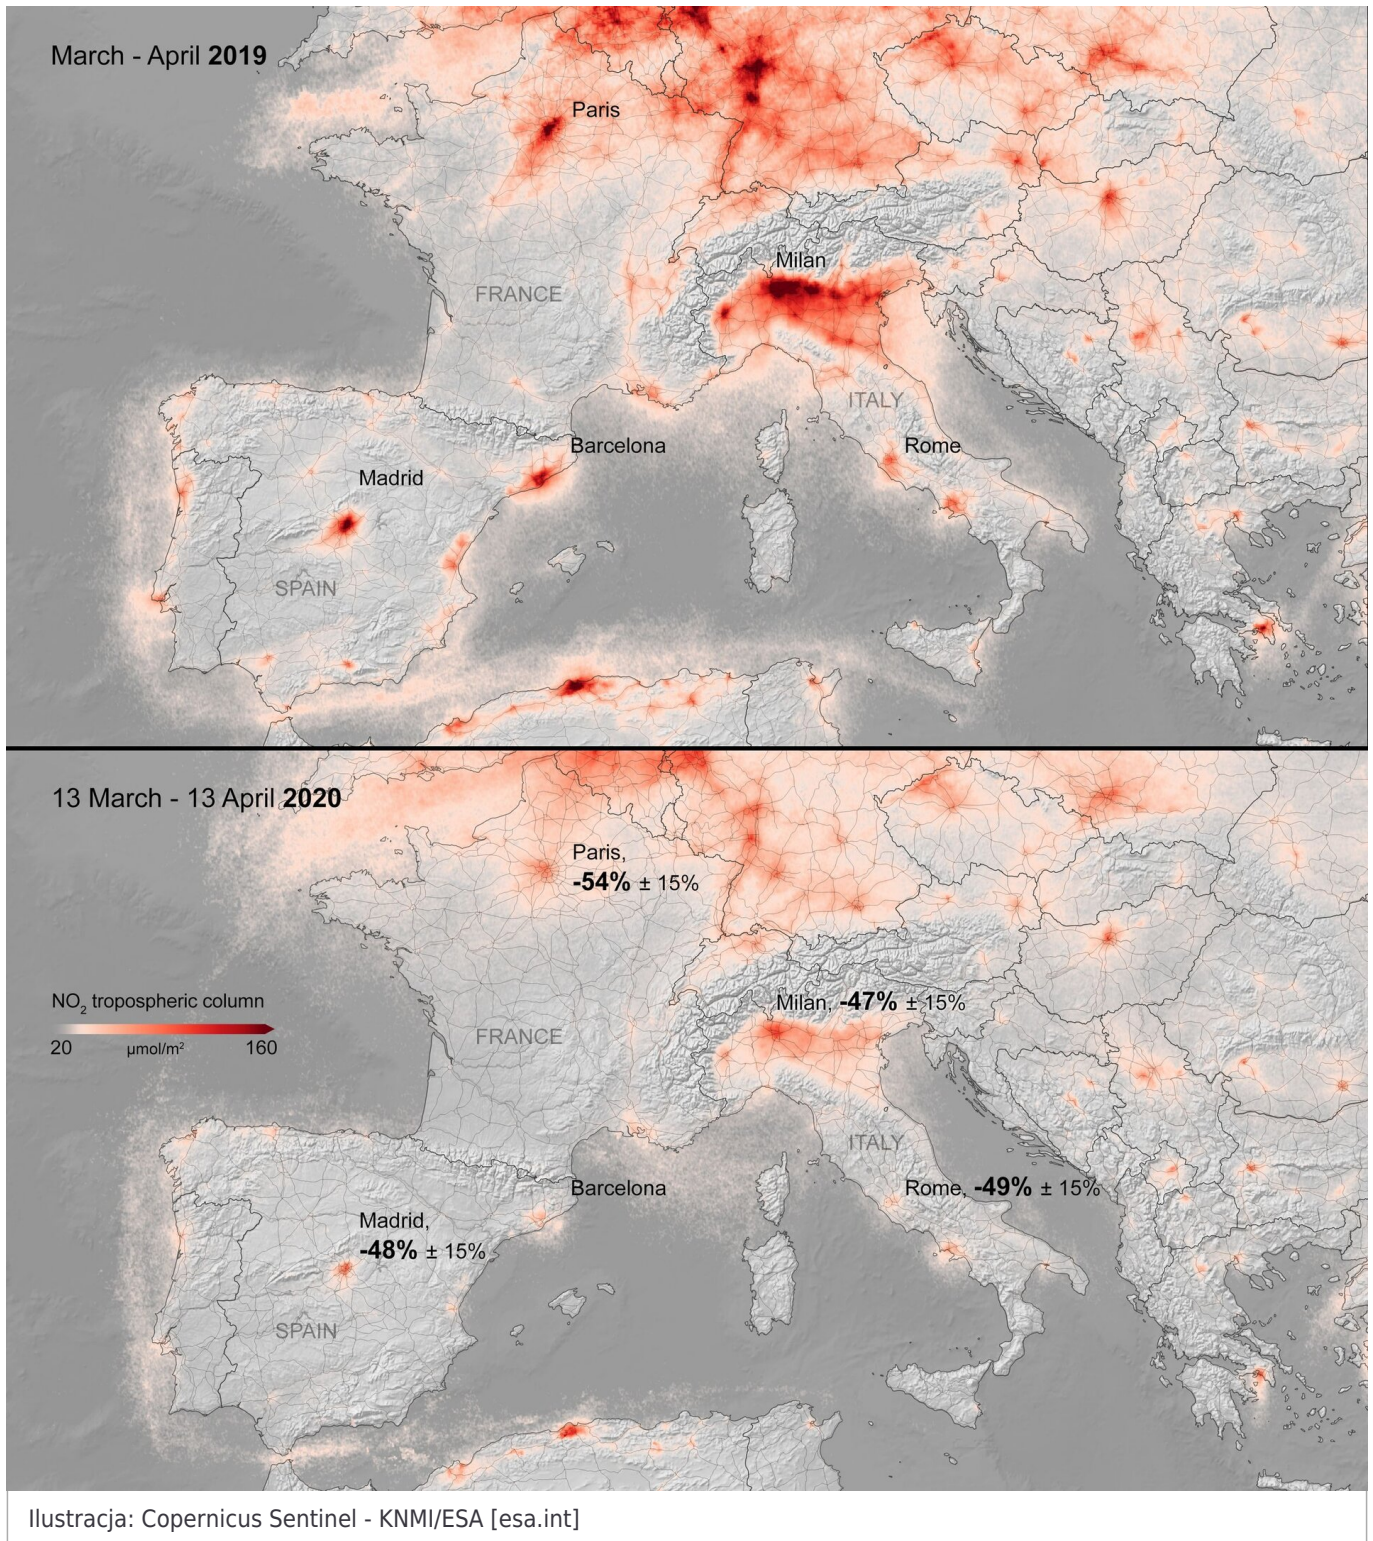 March - April 2019
Paris
Milan
FRANCE
ITALY
Barcelona
Rome
Madrid
SPAIN
13 March - 13 April 2020
Paris,
-54% ± 15%
NO₂ tropospheric column
20 µmol/m² 160
Milan, -47% ± 15%
FRANCE
ITALY
Barcelona
Rome, -49% ± 15%
Madrid,
-48% ± 15%
SPAIN
Ilustracja: Copernicus Sentinel - KNMI/ESA [esa.int]